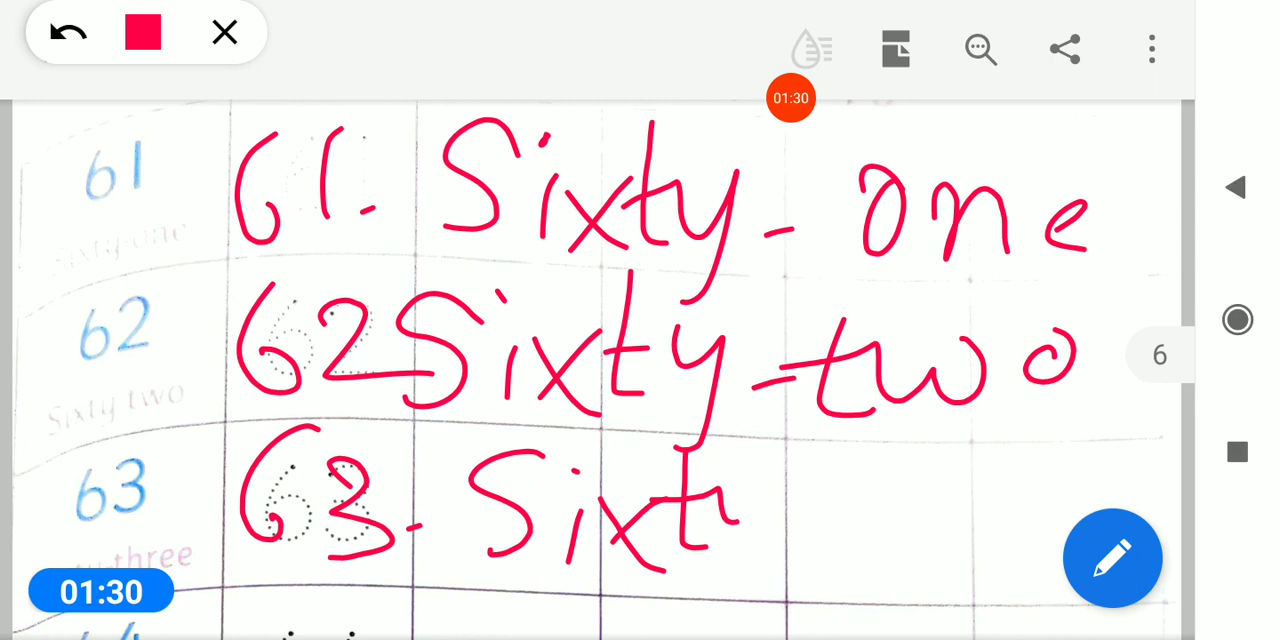 01:30
61 61. Sixty - one
Sixty-one
62 62 Sixty - two
Sixty two
6
63 63. Sixt
three
01:30
64